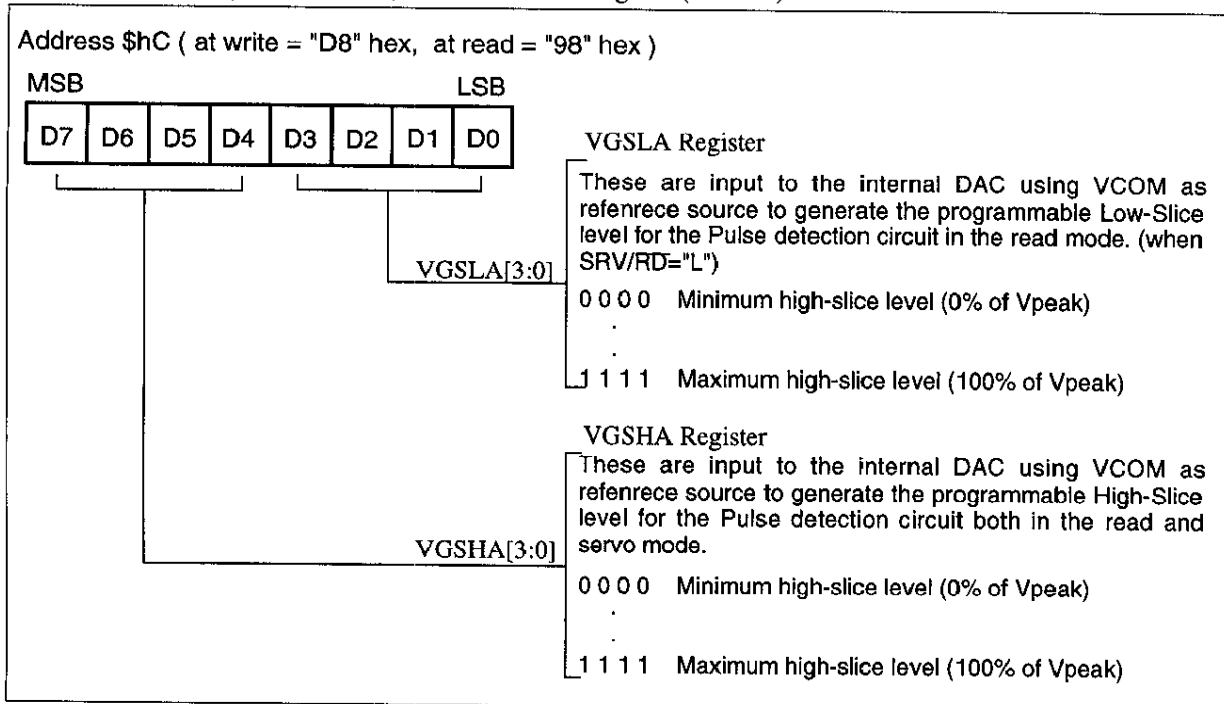 Address $hC ( at write = "D8" hex, at read = "98" hex )
MSB LSB
D7 D6 D5 D4 D3 D2 D1 D0
VGSLA Register
These are input to the internal DAC using VCOM as
refenrece source to generate the programmable Low-Slice
level for the Pulse detection circuit in the read mode. (when
SRV/RD="L")
VGSLA[3:0]
0 0 0 0 Minimum high-slice level (0% of Vpeak)
.
.
1 1 1 1 Maximum high-slice level (100% of Vpeak)
VGSHA Register
These are input to the internal DAC using VCOM as
refenrece source to generate the programmable High-Slice
level for the Pulse detection circuit both in the read and
servo mode.
VGSHA[3:0]
0 0 0 0 Minimum high-slice level (0% of Vpeak)
.
.
1 1 1 1 Maximum high-slice level (100% of Vpeak)